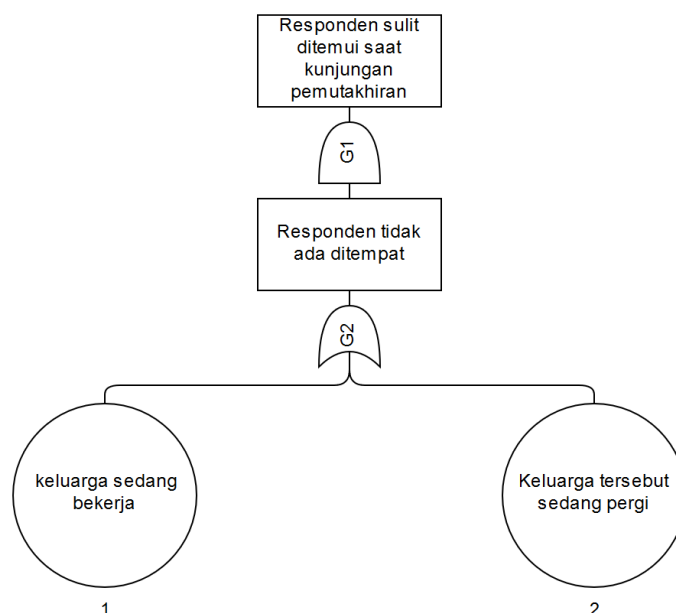 Responden sulit
ditemui saat
kunjungan
pemutakhiran
G1
Responden tidak
ada ditempat
G2
keluarga sedang
bekerja
Keluarga tersebut
sedang pergi
1
2